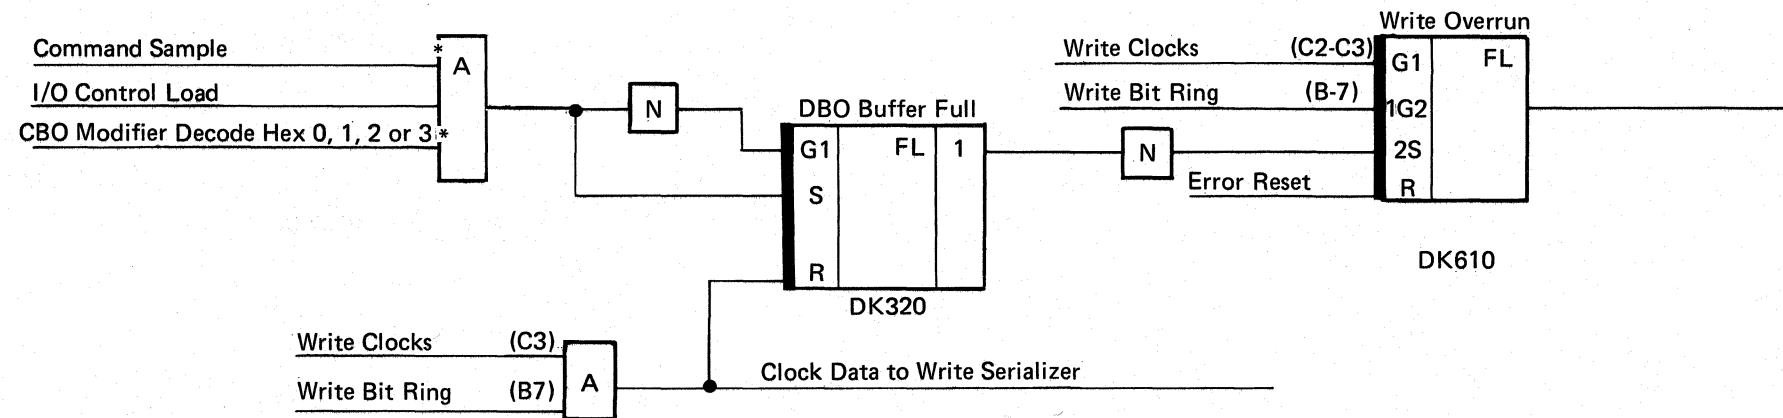 Write Overrun
Command Sample
*
A
I/O Control Load
CBO Modifier Decode Hex 0, 1, 2 or 3
*
N
DBO Buffer Full
G1
FL
1
S
R
DK320
Write Clocks (C2-C3)
Write Bit Ring (B-7)
N
Error Reset
G1
FL
1G2
2S
R
DK610
Write Clocks (C3)
Write Bit Ring (B7)
A
Clock Data to Write Serializer